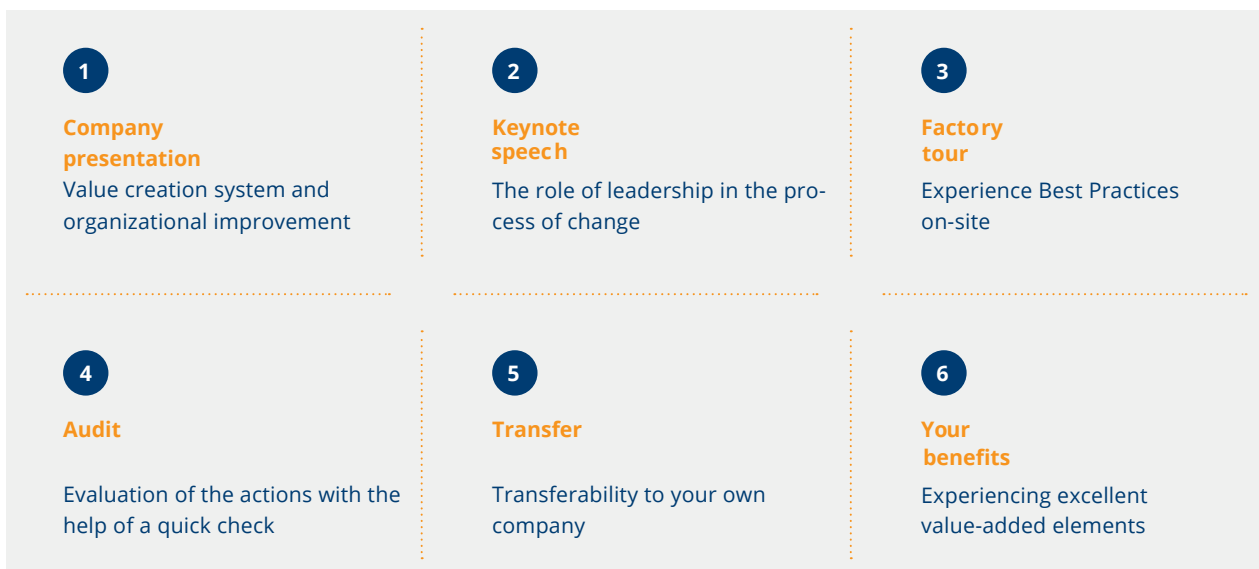 1
Company
presentation
Value creation system and
organizational improvement
2
Keynote
speech
The role of leadership in the pro-
cess of change
3
Factory
tour
Experience Best Practices
on-site
4
Audit
Evaluation of the actions with the
help of a quick check
5
Transfer
Transferability to your own
company
6
Your
benefits
Experiencing excellent
value-added elements